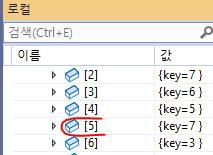 로컬
검색(Ctrl+E)
이름 값
[2] {key=7 }
[3] {key=6 }
[4] {key=5 }
[5] {key=7 }
[6] {key=3 }